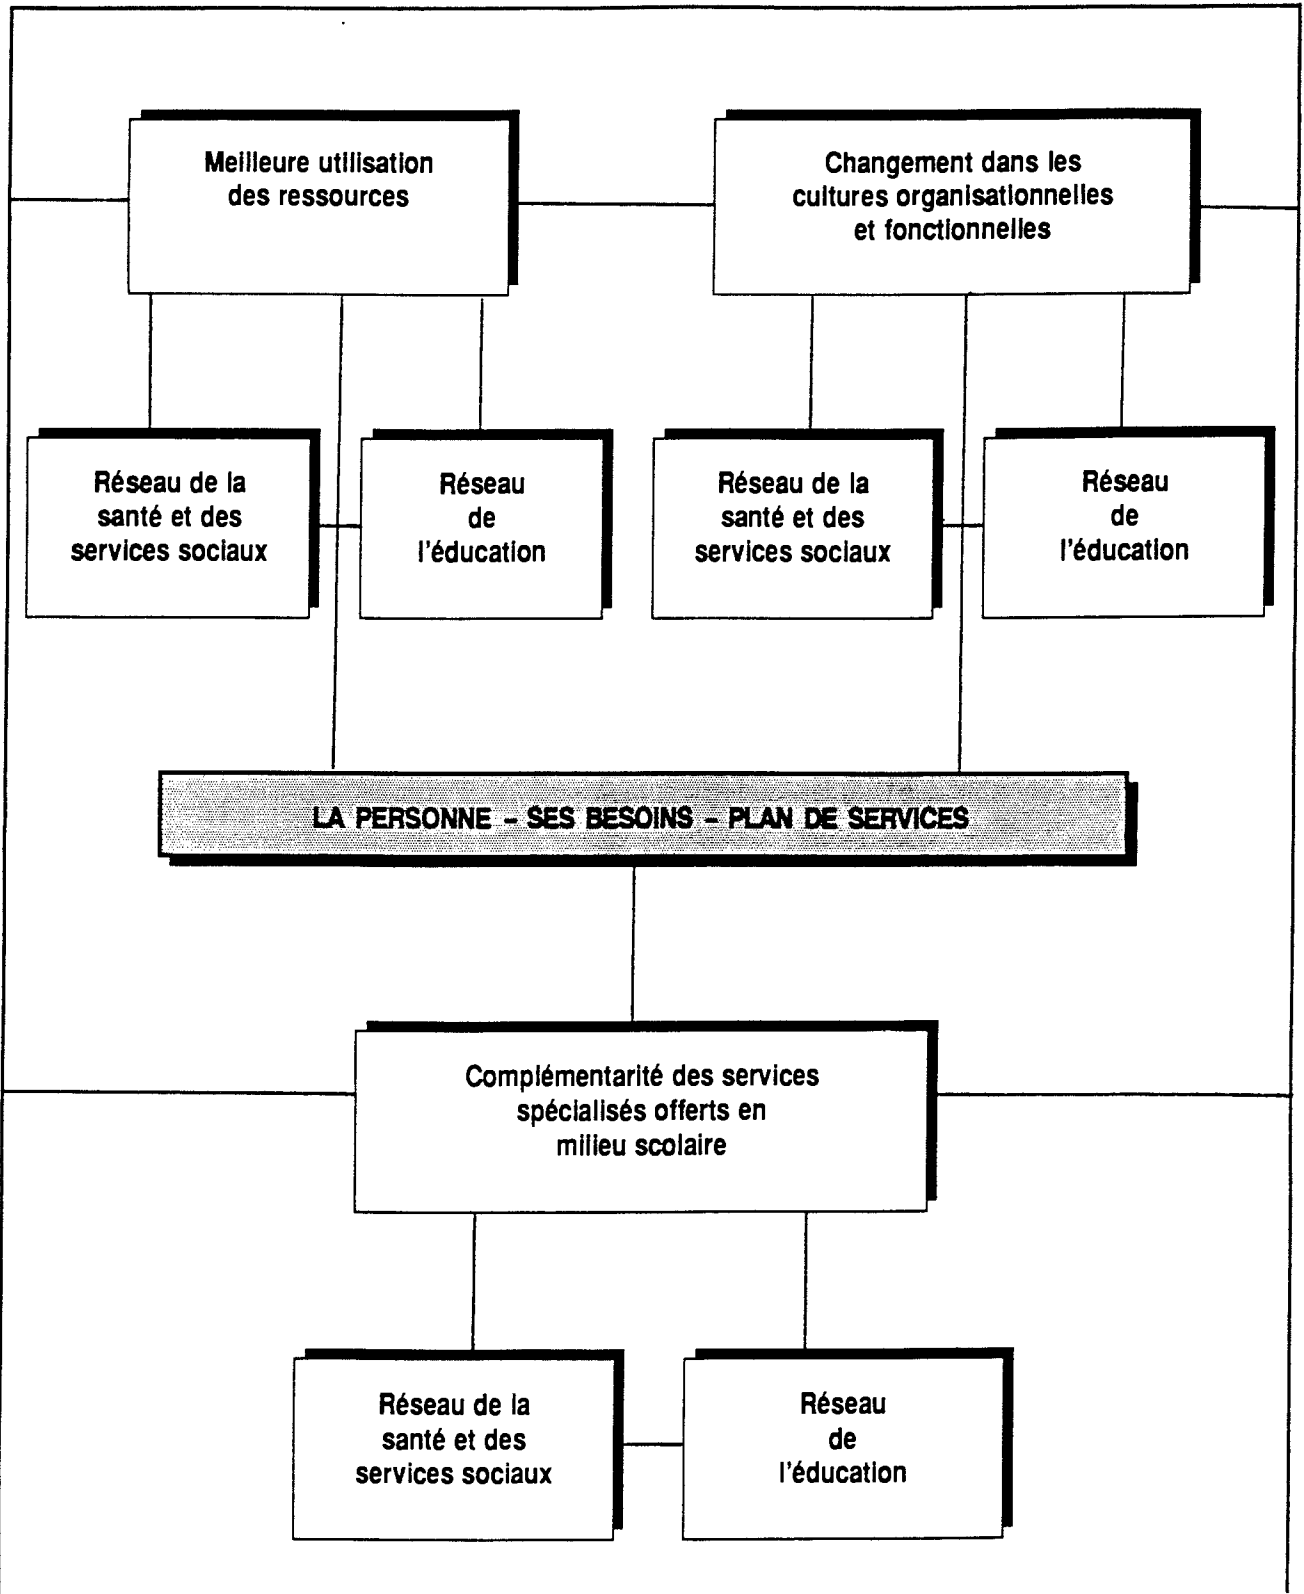 Meilleure utilisation
des ressources
Changement dans les
cultures organisationnelles
et fonctionnelles
Réseau de la
santé et des
services sociaux
Réseau
de
l'éducation
Réseau de la
santé et des
services sociaux
Réseau
de
l'éducation
LA PERSONNE – SES BESOINS – PLAN DE SERVICES
Complémentarité des services
spécialisés offerts en
milieu scolaire
Réseau de la
santé et des
services sociaux
Réseau
de
l'éducation